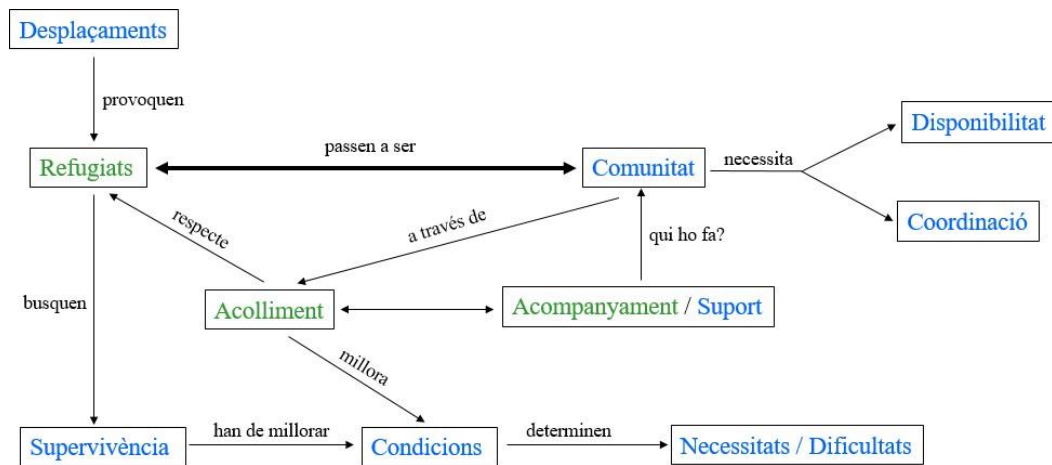 Desplaçaments
provoquen
Disponibilitat
passen a ser
Refugiats
Comunitat
necessita
respecte
a través de
Coordinació
qui ho fa?
busquen
Acolliment
Acompanyament / Suport
millora
Supervivència
han de millorar
Condicions
determinen
Necessitats / Dificultats